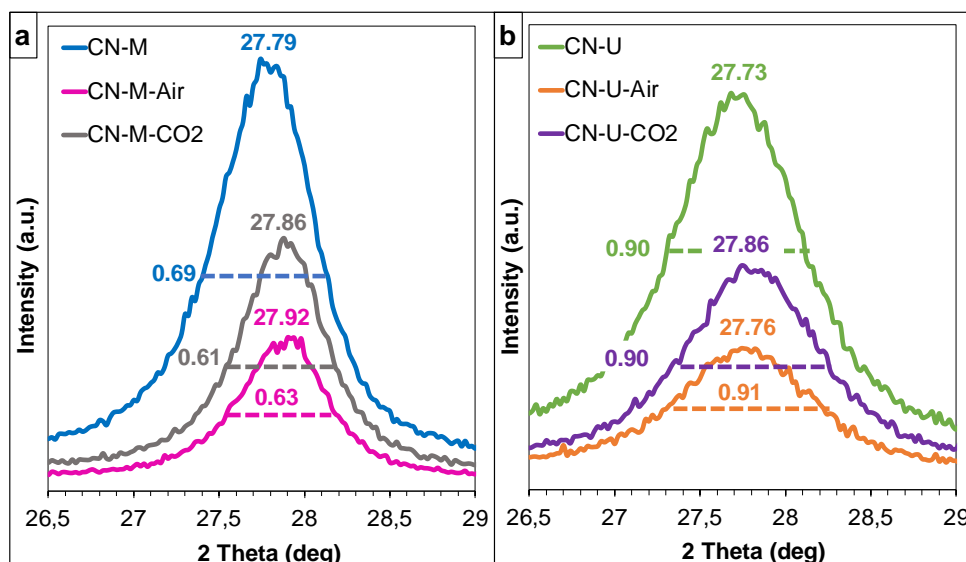 a
CN-M
CN-M-Air
CN-M-CO2
27.79
27.86
0.69
27.92
0.61
0.63
Intensity (a.u.)
26,5 27 27,5 28 28,5 29
2 Theta (deg)
b
CN-U
CN-U-Air
CN-U-CO2
27.73
0.90
27.86
27.76
0.90
0.91
Intensity (a.u.)
26,5 27 27,5 28 28,5 29
2 Theta (deg)